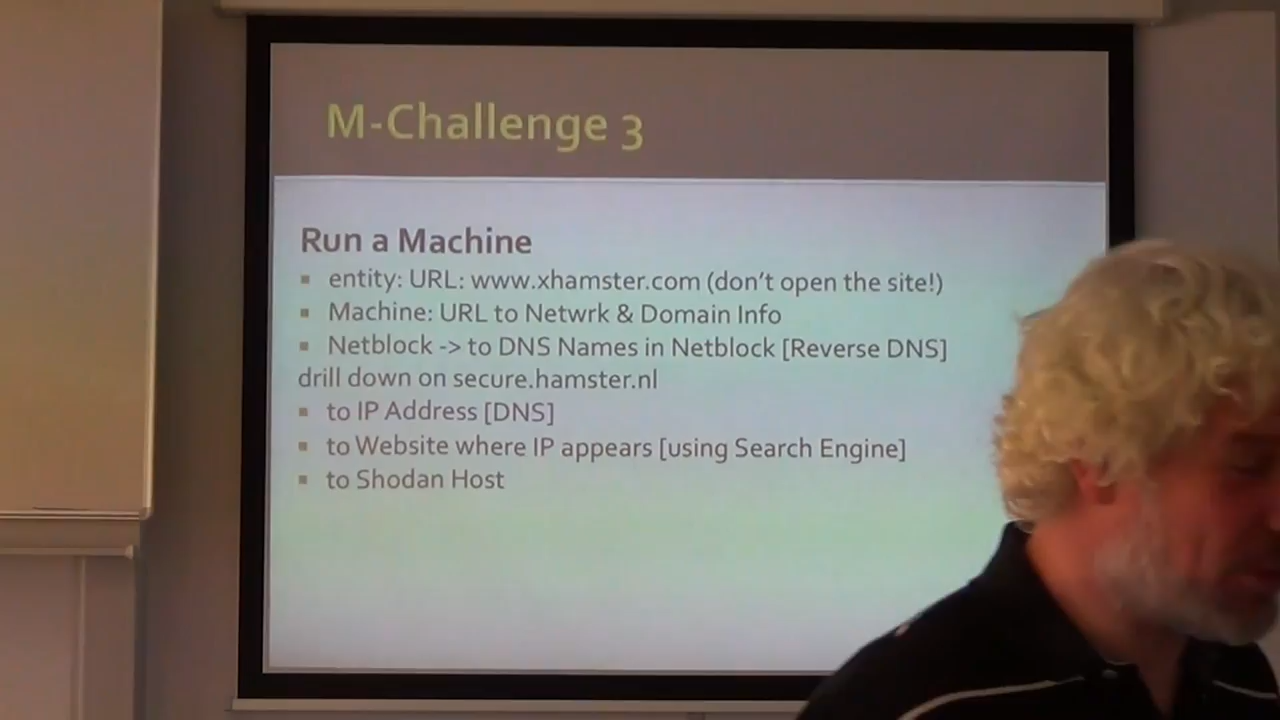 M-Challenge 3
Run a Machine
▪ entity: URL: www.xhamster.com (don't open the site!)
▪ Machine: URL to Netwrk & Domain Info
▪ Netblock -> to DNS Names in Netblock [Reverse DNS]
drill down on secure.hamster.nl
▪ to IP Address [DNS]
▪ to Website where IP appears [using Search Engine]
▪ to Shodan Host